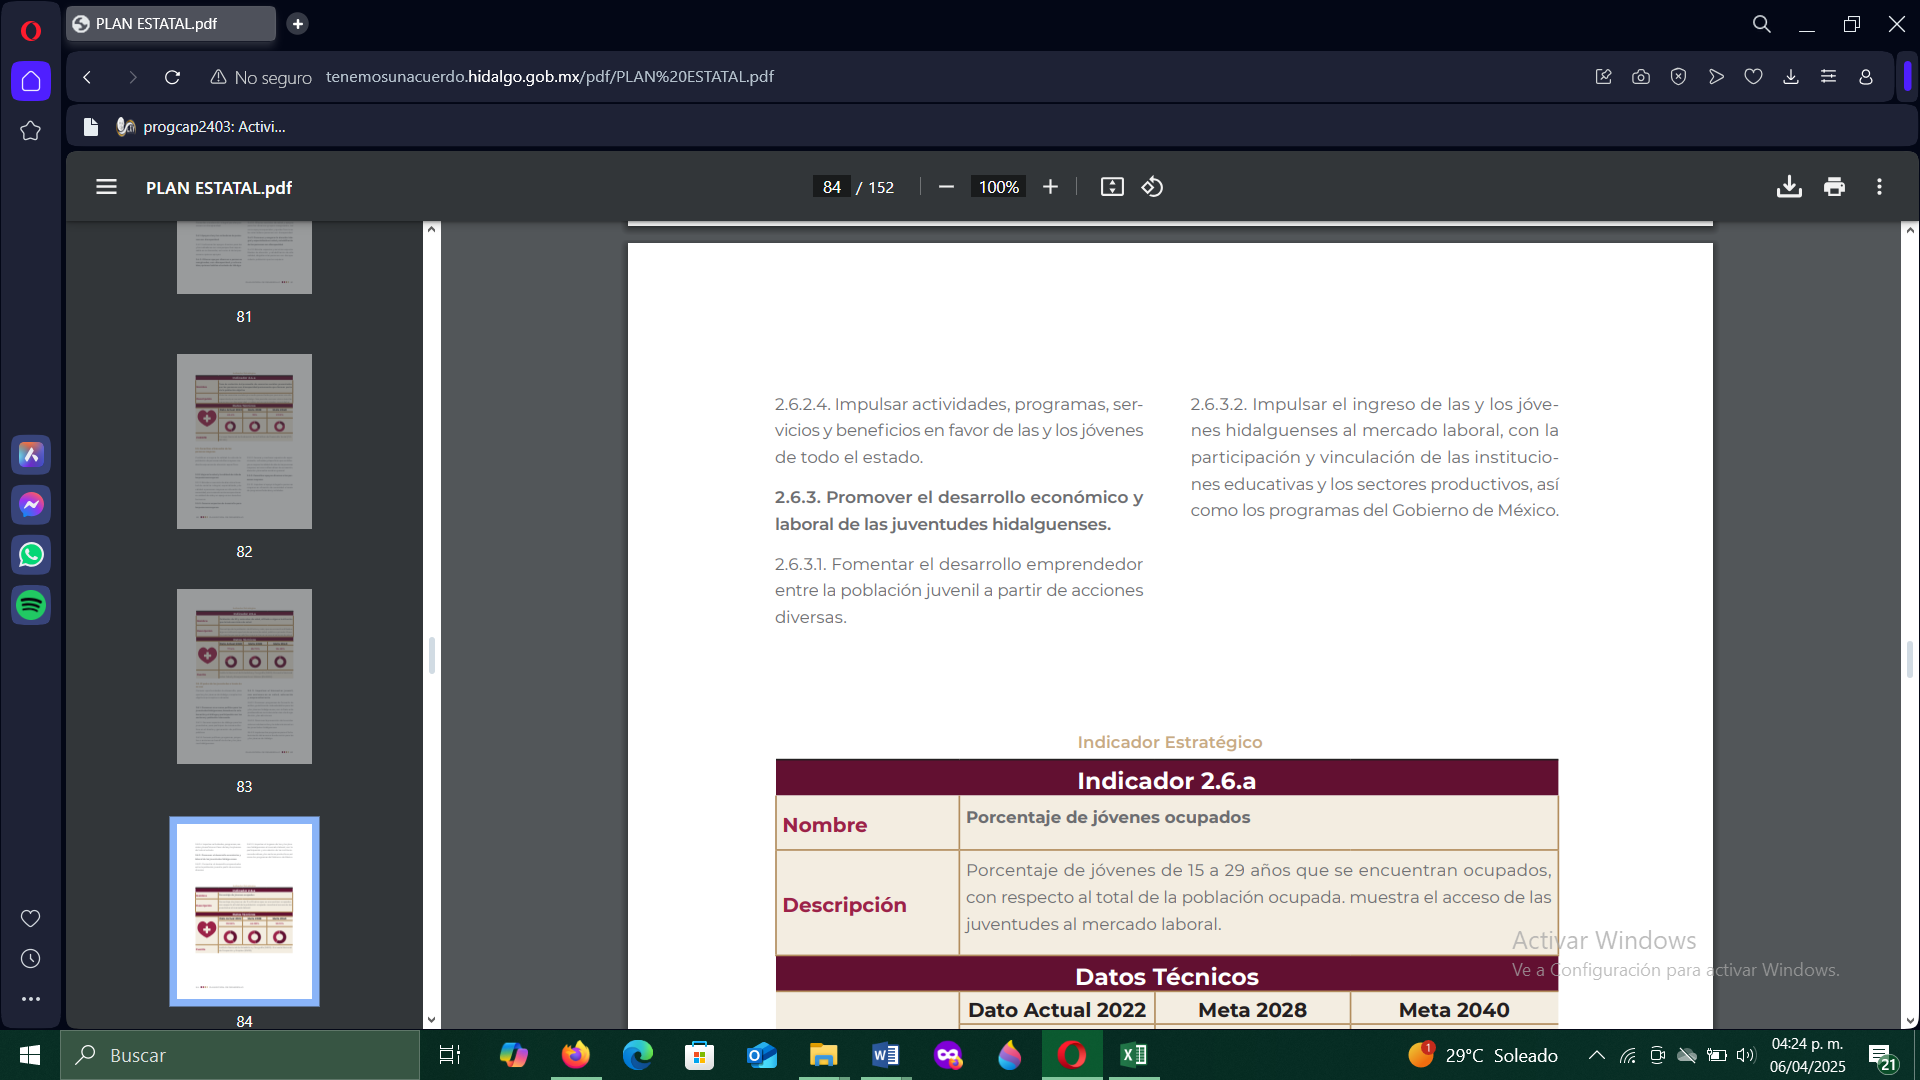 PLAN ESTATAL.pdf
No seguro
tenemosunacuerdo.hidalgo.gob.mx/pdf/PLAN%20ESTATAL.pdf
progcap2403: Activi...
PLAN ESTATAL.pdf
84 / 152
100%
81
82
83
84
2.6.2.4. Impulsar actividades, programas, ser-
vicios y beneficios en favor de las y los jóvenes
de todo el estado.
2.6.3. Promover el desarrollo económico y
laboral de las juventudes hidalguenses.
2.6.3.1. Fomentar el desarrollo emprendedor
entre la población juvenil a partir de acciones
diversas.
2.6.3.2. Impulsar el ingreso de las y los jóve-
nes hidalguenses al mercado laboral, con la
participación y vinculación de las institucio-
nes educativas y los sectores productivos, así
como los programas del Gobierno de México.
Indicador Estratégico
Indicador 2.6.a
Nombre
Porcentaje de jóvenes ocupados
Descripción
Porcentaje de jóvenes de 15 a 29 años que se encuentran ocupados,
con respecto al total de la población ocupada. muestra el acceso de las
juventudes al mercado laboral.
Datos Técnicos
Dato Actual 2022
Meta 2028
Meta 2040
Activar Windows
Ve a Configuración para activar Windows.
Buscar
1
29°C Soleado
04:24 p. m.
06/04/2025
21